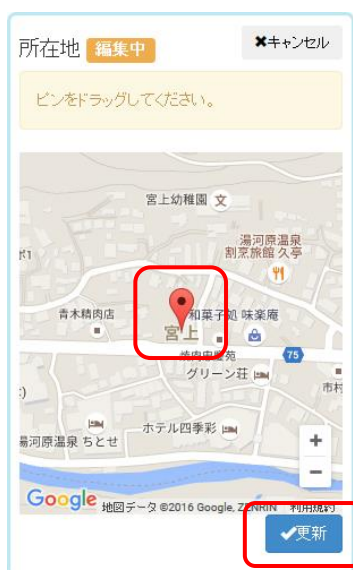 所在地 編集中 ✖キャンセル
ピンをドラッグしてください。
宮上幼稚園 文
湯河原温泉
割烹旅館 久亭
青木精肉店
和菓子処 味楽庵
宮上
75
グリーン荘
市村
ホテル四季彩
湯河原温泉 ちとせ
+
−
Google 地図データ ©2016 Google, ZENRIN 利用規約
✔更新